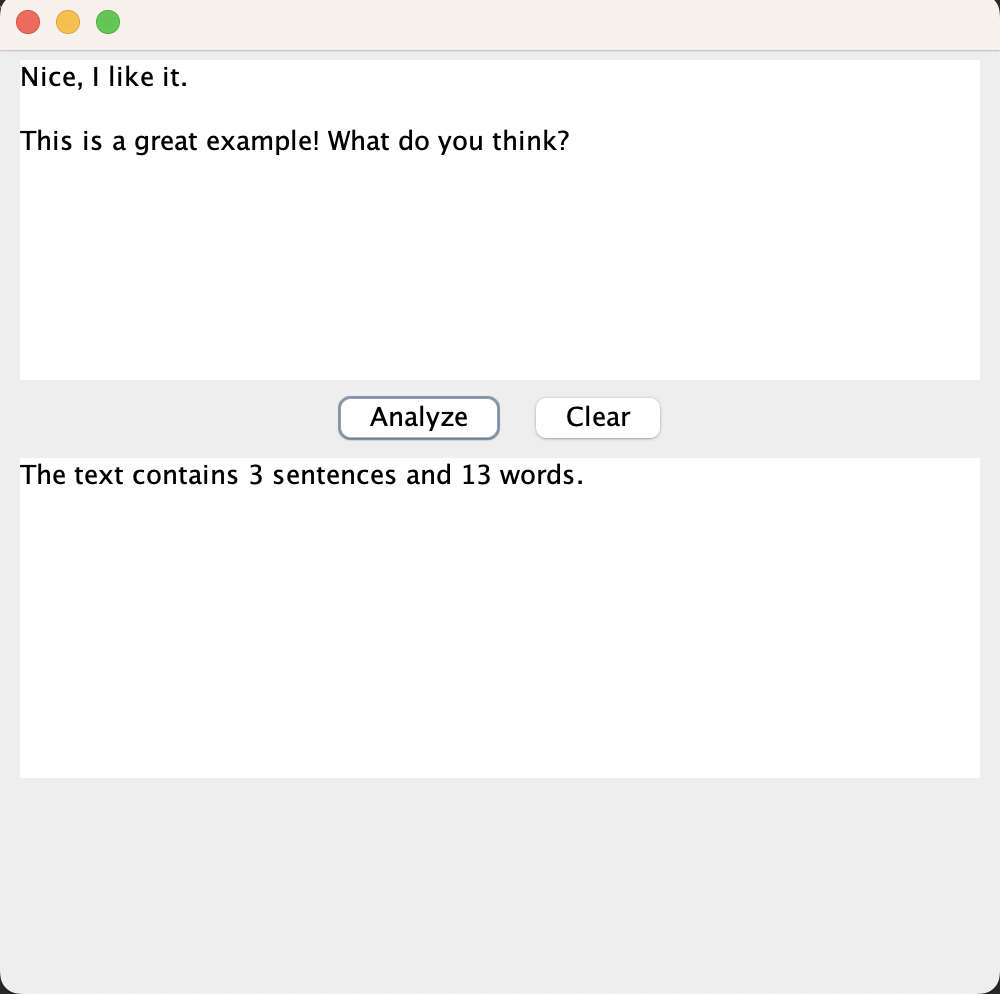 Nice, I like it.
This is a great example! What do you think?
Analyze
Clear
The text contains 3 sentences and 13 words.